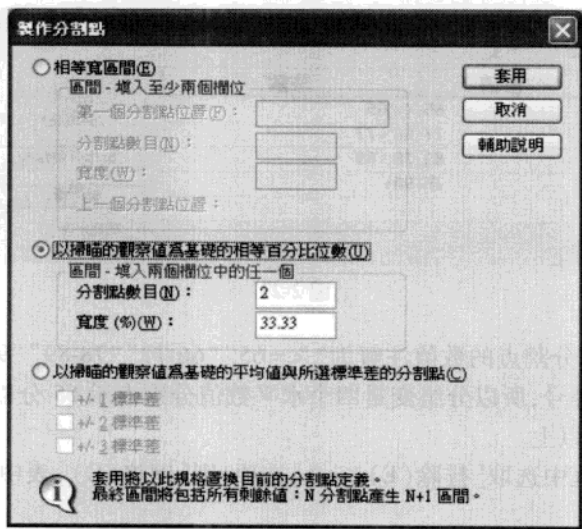 製作分割點
相等寬區間(E)
區間 - 填入至少兩個欄位
第一個分割點位置(F)：
分割點數目(N)：
寬度(W)：
上一個分割點位置：
套用
取消
輔助說明
以掃瞄的觀察值為基礎的相等百分比位數(U)
區間 - 填入兩個欄位中的任一個
分割點數目(N)： 2
寬度 (%)(W)： 33.33
以掃瞄的觀察值為基礎的平均值與所選標準差的分割點(C)
+/- 1 標準差
+/- 2 標準差
+/- 3 標準差
套用將以此規格置換目前的分割點定義。
最終區間將包括所有剩餘值：N 分割點產生 N+1 區間。